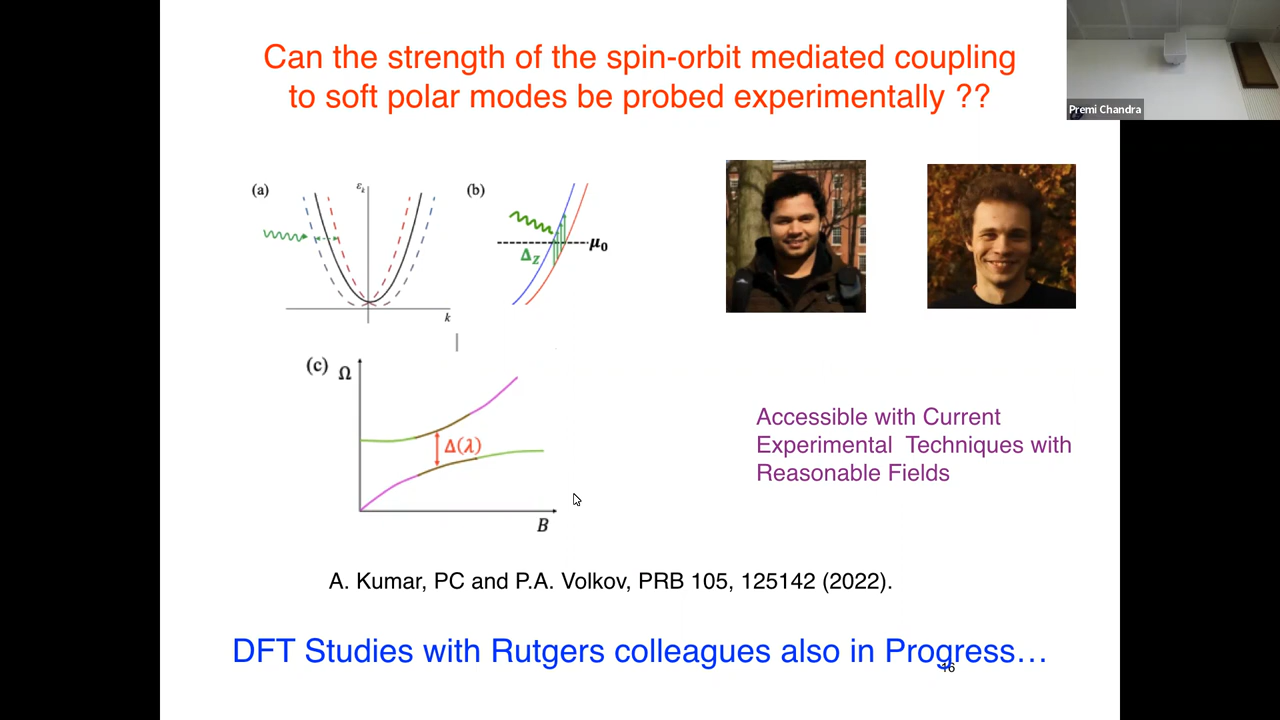 Can the strength of the spin-orbit mediated coupling
to soft polar modes be probed experimentally ??
Premi Chandra
(a)
εₖ
k
(b)
μ₀
Δ_Z
(c)
Ω
Δ(λ)
B
Accessible with Current
Experimental Techniques with
Reasonable Fields
A. Kumar, PC and P.A. Volkov, PRB 105, 125142 (2022).
DFT Studies with Rutgers colleagues also in Progress…
16